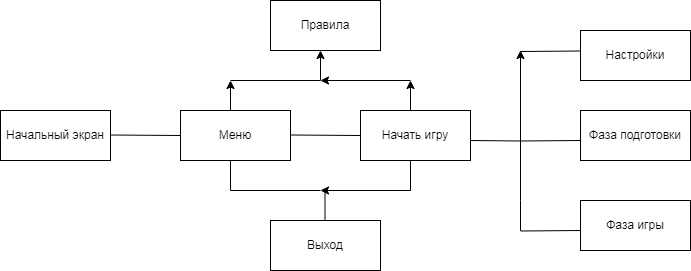 Правила
Настройки
Начальный экран
Меню
Начать игру
Фаза подготовки
Фаза игры
Выход